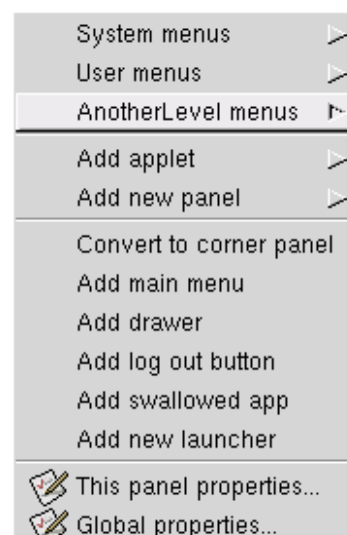 System menus
User menus
AnotherLevel menus
Add applet
Add new panel
Convert to corner panel
Add main menu
Add drawer
Add log out button
Add swallowed app
Add new launcher
This panel properties...
Global properties...